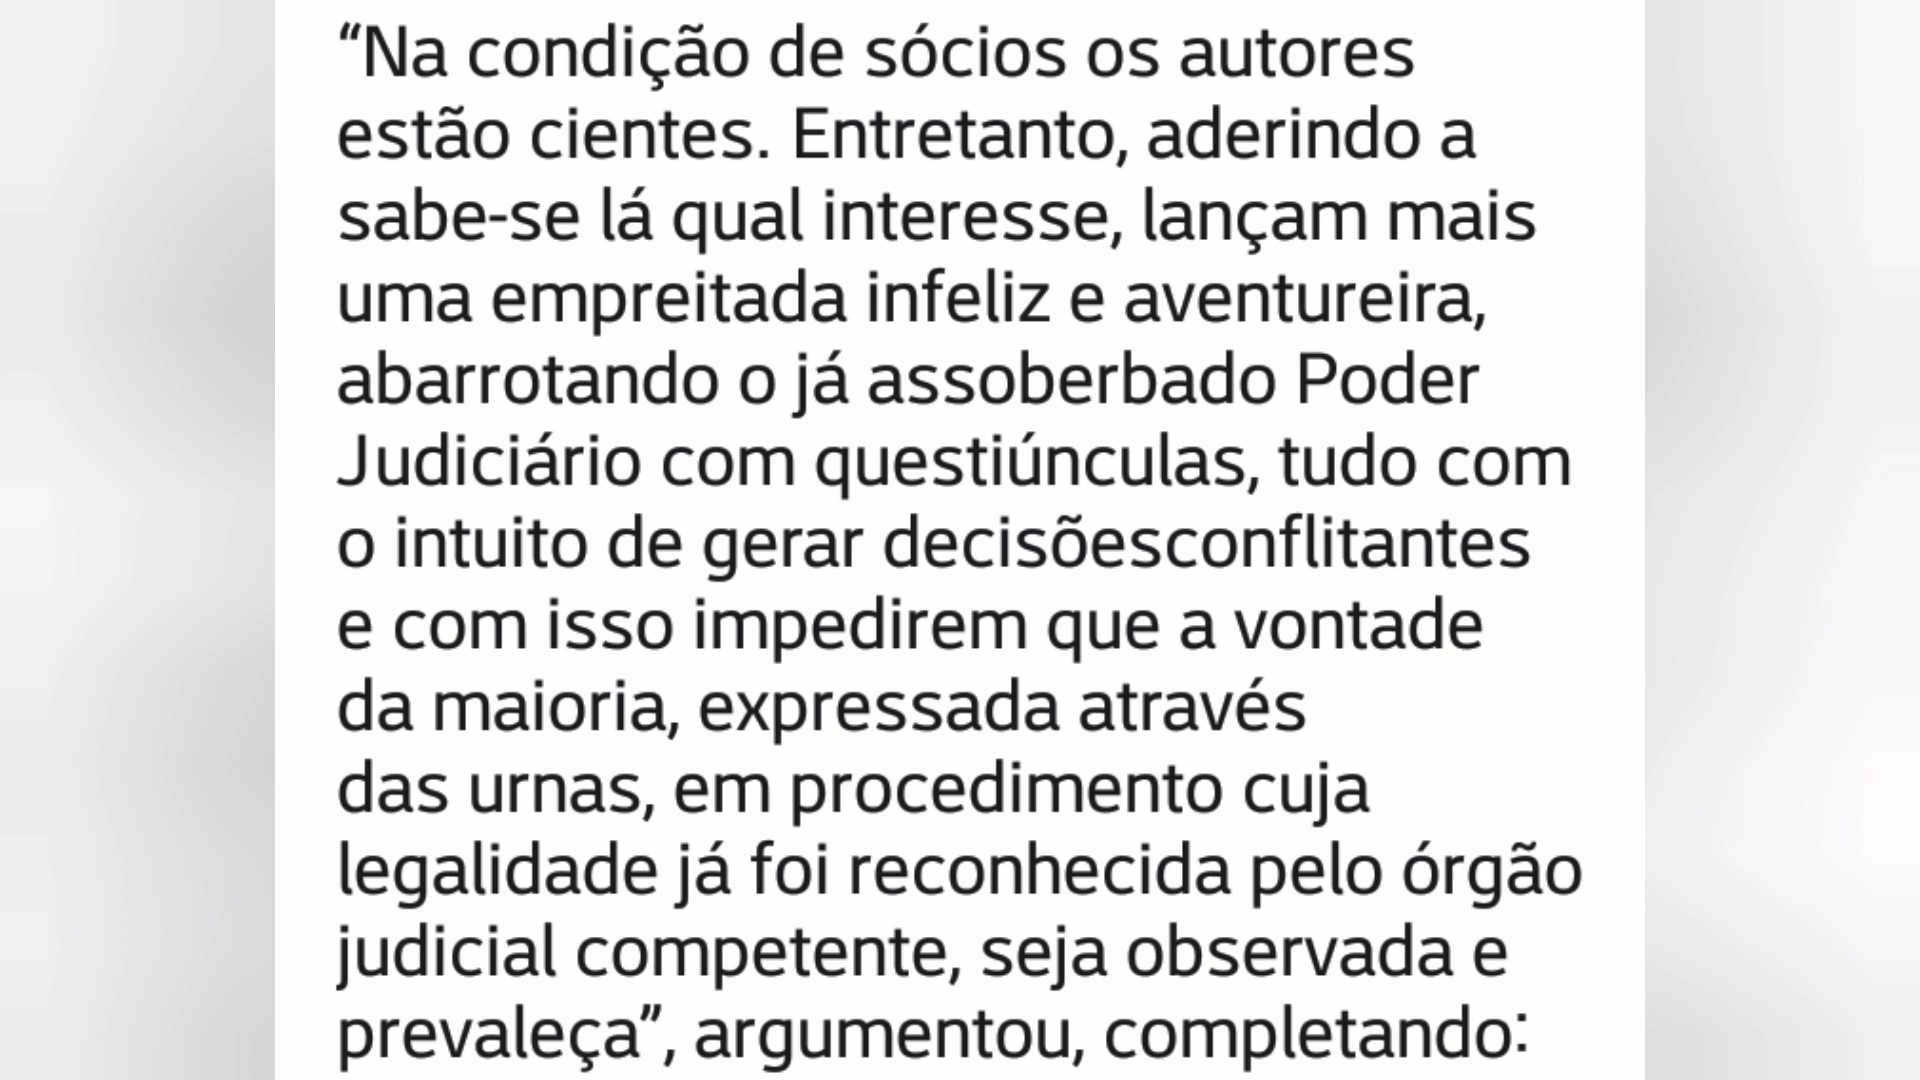 “Na condição de sócios os autores
estão cientes. Entretanto, aderindo a
sabe-se lá qual interesse, lançam mais
uma empreitada infeliz e aventureira,
abarrotando o já assoberbado Poder
Judiciário com questiúnculas, tudo com
o intuito de gerar decisõesconflitantes
e com isso impedirem que a vontade
da maioria, expressada através
das urnas, em procedimento cuja
legalidade já foi reconhecida pelo órgão
judicial competente, seja observada e
prevaleça”, argumentou, completando: